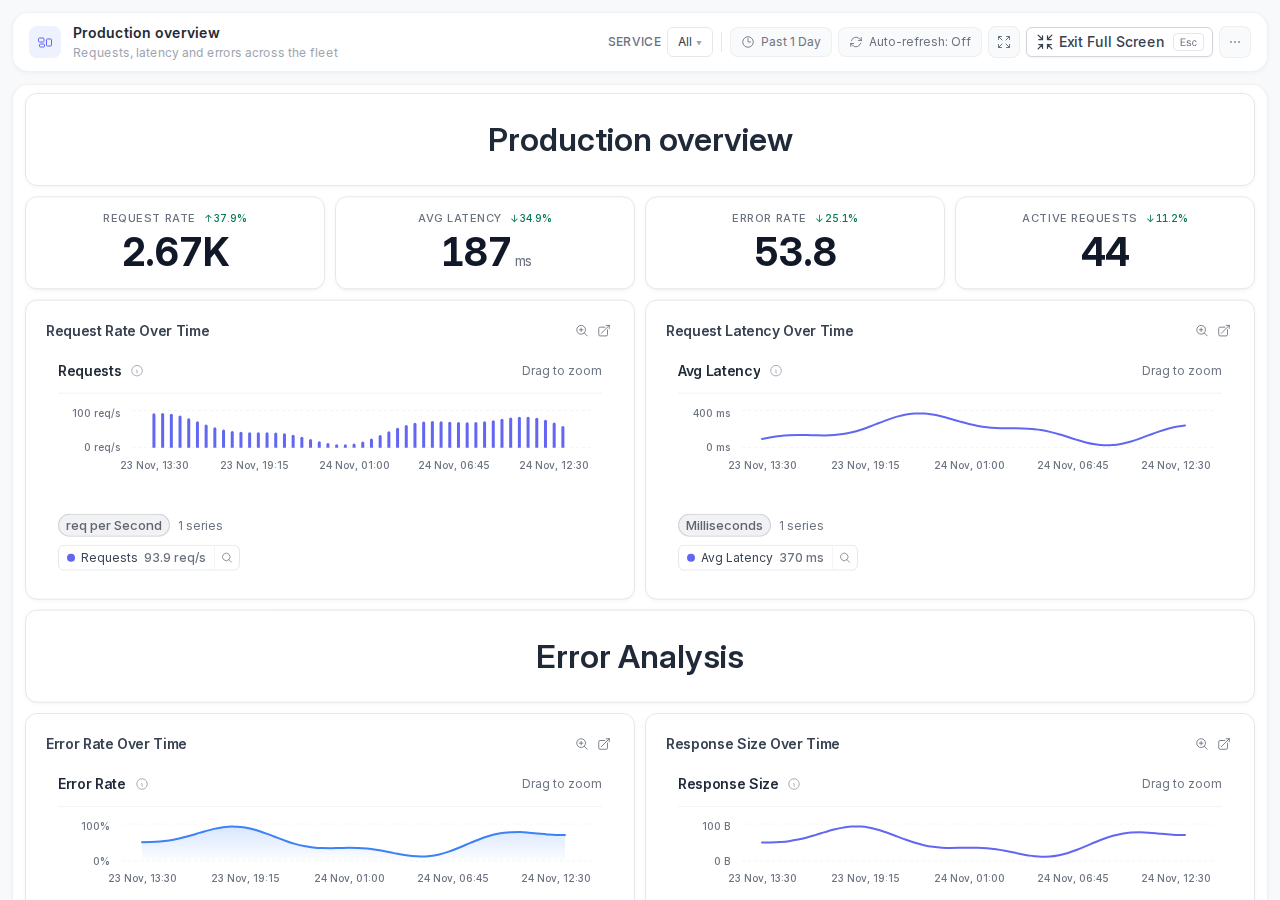 Production overview
Requests, latency and errors across the fleet
SERVICE All Past 1 Day Auto-refresh: Off Exit Full Screen Esc
Production overview
REQUEST RATE ↑37.9%
2.67K
AVG LATENCY ↓34.9%
187 ms
ERROR RATE ↓25.1%
53.8
ACTIVE REQUESTS ↓11.2%
44
Request Rate Over Time
Requests Drag to zoom
100 req/s
0 req/s
23 Nov, 13:30 23 Nov, 19:15 24 Nov, 01:00 24 Nov, 06:45 24 Nov, 12:30
req per Second 1 series
Requests 93.9 req/s
Request Latency Over Time
Avg Latency Drag to zoom
400 ms
0 ms
23 Nov, 13:30 23 Nov, 19:15 24 Nov, 01:00 24 Nov, 06:45 24 Nov, 12:30
Milliseconds 1 series
Avg Latency 370 ms
Error Analysis
Error Rate Over Time
Error Rate Drag to zoom
100%
0%
23 Nov, 13:30 23 Nov, 19:15 24 Nov, 01:00 24 Nov, 06:45 24 Nov, 12:30
Response Size Over Time
Response Size Drag to zoom
100 B
0 B
23 Nov, 13:30 23 Nov, 19:15 24 Nov, 01:00 24 Nov, 06:45 24 Nov, 12:30